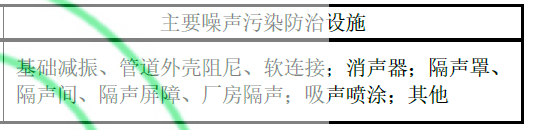 主要噪声污染防治设施
基础减振、管道外壳阻尼、软连接；消声器；隔声罩、
隔声间、隔声屏障、厂房隔声；吸声喷涂；其他